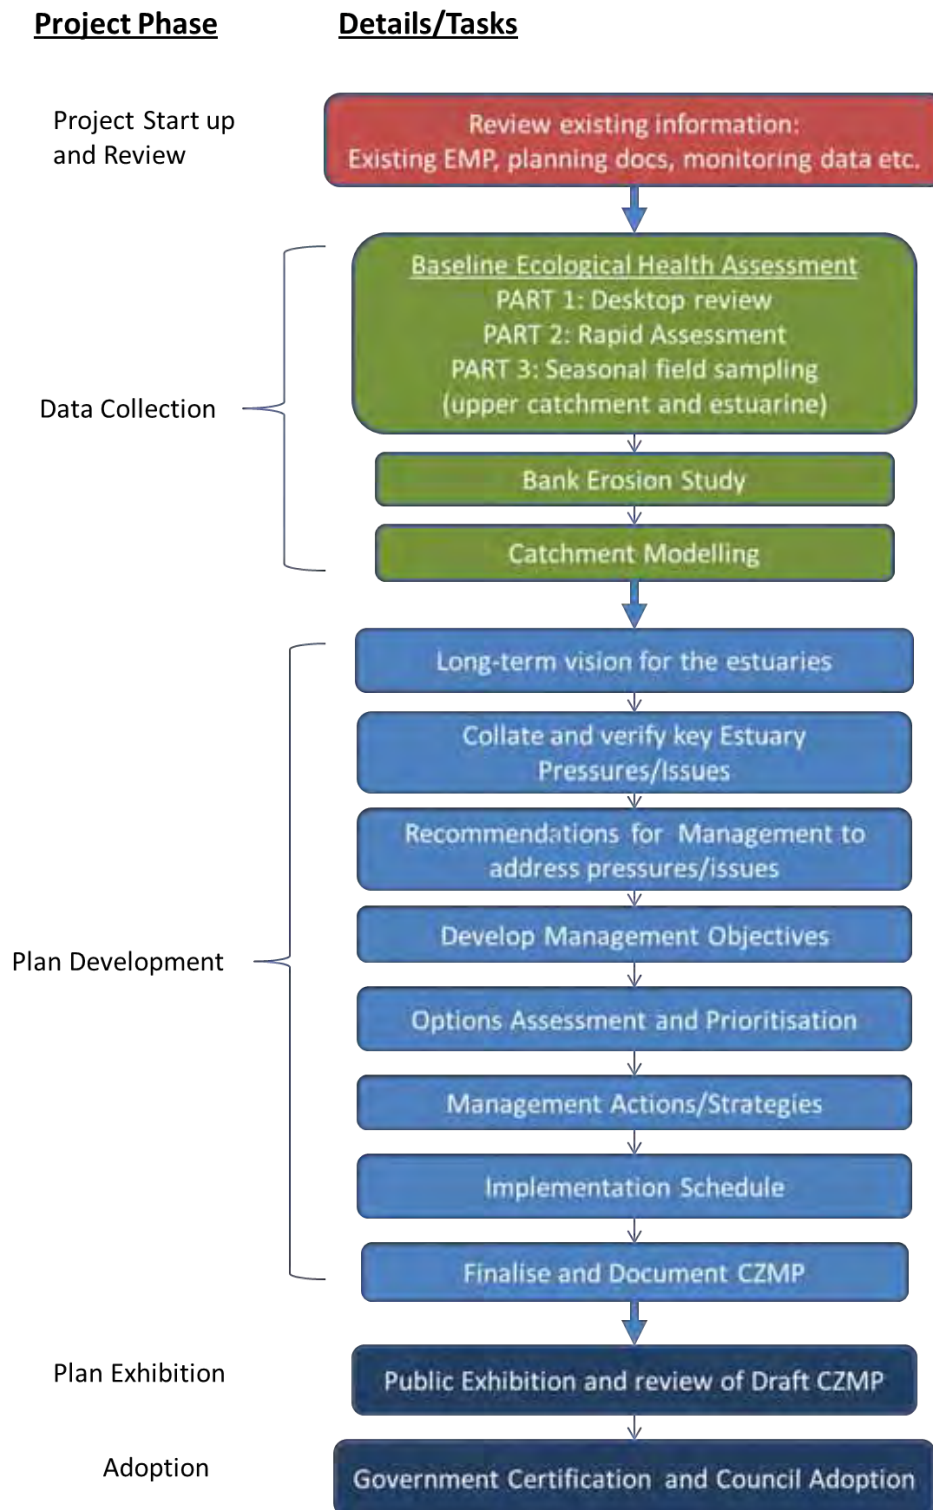 Project Phase
Details/Tasks
Project Start up
and Review
Review existing information:
Existing EMP, planning docs, monitoring data etc.
Data Collection
Baseline Ecological Health Assessment
PART 1: Desktop review
PART 2: Rapid Assessment
PART 3: Seasonal field sampling
(upper catchment and estuarine)
Bank Erosion Study
Catchment Modelling
Plan Development
Long-term vision for the estuaries
Collate and verify key Estuary
Pressures/Issues
Recommendations for Management to
address pressures/issues
Develop Management Objectives
Options Assessment and Prioritisation
Management Actions/Strategies
Implementation Schedule
Finalise and Document CZMP
Plan Exhibition
Public Exhibition and review of Draft CZMP
Adoption
Government Certification and Council Adoption